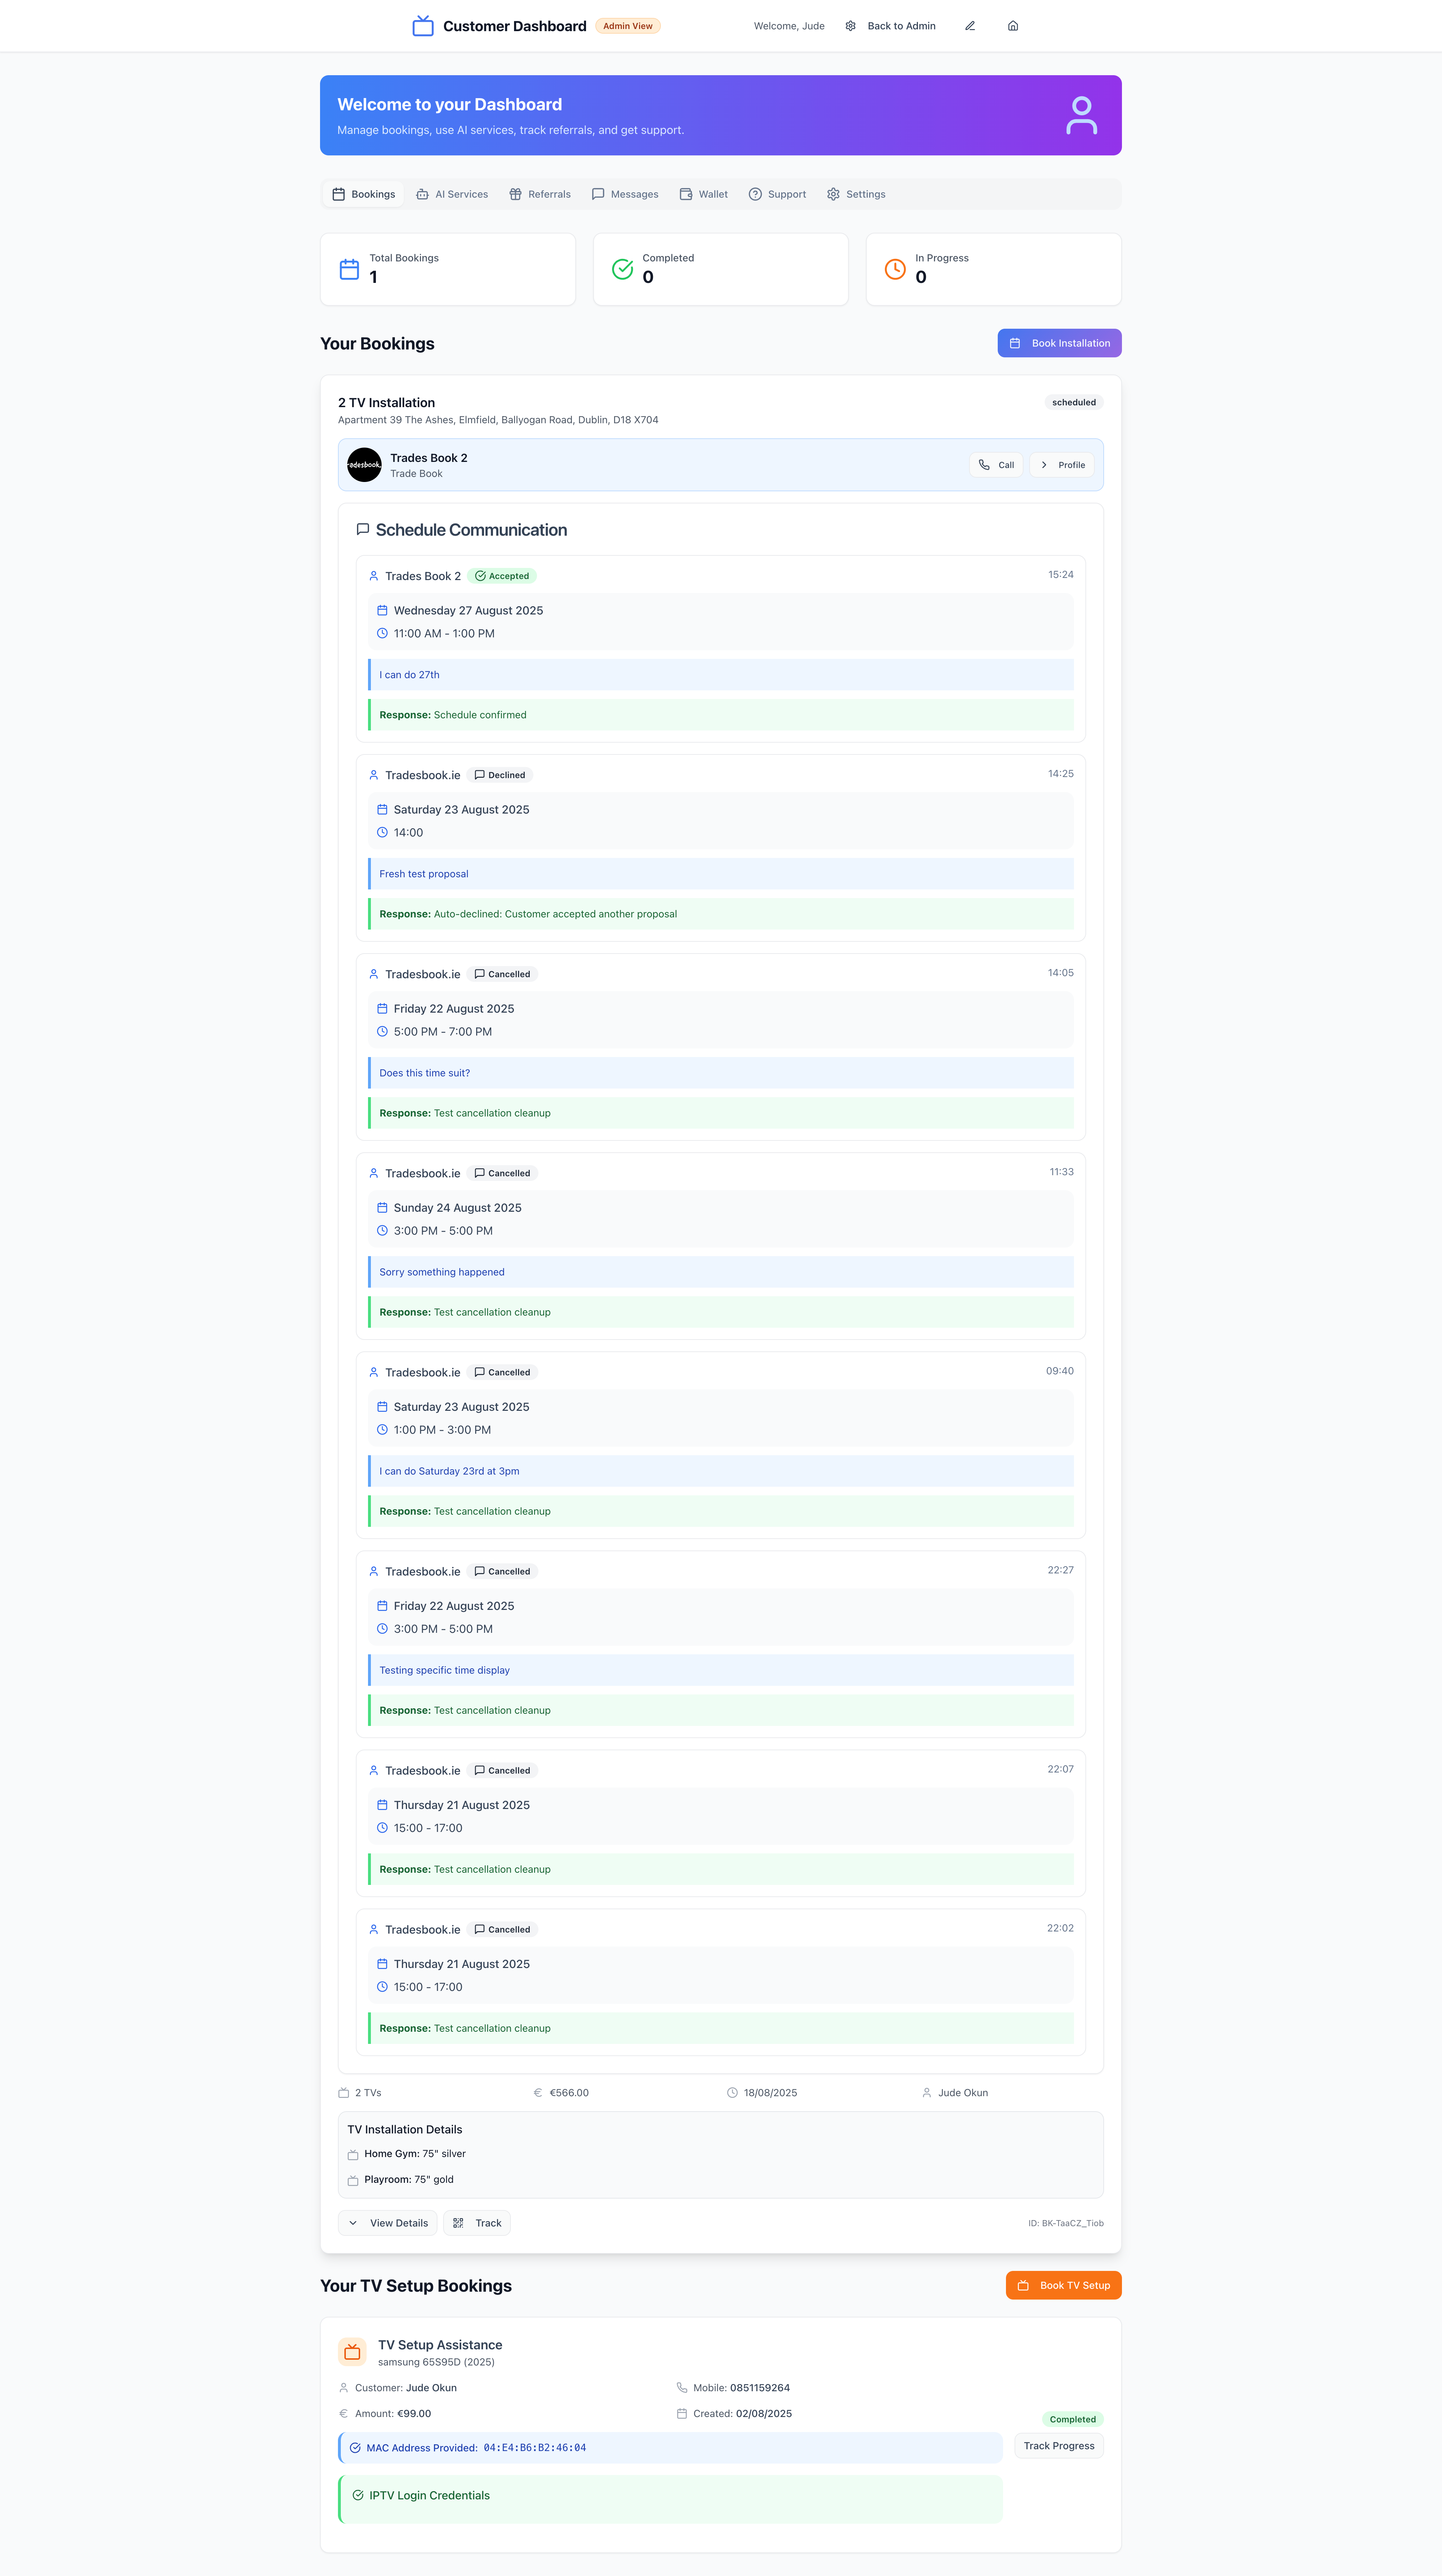 Customer Dashboard
Admin View
Welcome, Jude
Back to Admin
Welcome to your Dashboard
Manage bookings, use AI services, track referrals, and get support.
Bookings
AI Services
Referrals
Messages
Wallet
Support
Settings
Total Bookings
1
Completed
0
In Progress
0
Your Bookings
Book Installation
2 TV Installation
scheduled
Apartment 39 The Ashes, Elmfield, Ballyogan Road, Dublin, D18 X704
adesbook.
Trades Book 2
Trade Book
Call
Profile
Schedule Communication
Trades Book 2
Accepted
15:24
Wednesday 27 August 2025
11:00 AM - 1:00 PM
I can do 27th
Response: Schedule confirmed
Tradesbook.ie
Declined
14:25
Saturday 23 August 2025
14:00
Fresh test proposal
Response: Auto-declined: Customer accepted another proposal
Tradesbook.ie
Cancelled
14:05
Friday 22 August 2025
5:00 PM - 7:00 PM
Does this time suit?
Response: Test cancellation cleanup
Tradesbook.ie
Cancelled
11:33
Sunday 24 August 2025
3:00 PM - 5:00 PM
Sorry something happened
Response: Test cancellation cleanup
Tradesbook.ie
Cancelled
09:40
Saturday 23 August 2025
1:00 PM - 3:00 PM
I can do Saturday 23rd at 3pm
Response: Test cancellation cleanup
Tradesbook.ie
Cancelled
22:27
Friday 22 August 2025
3:00 PM - 5:00 PM
Testing specific time display
Response: Test cancellation cleanup
Tradesbook.ie
Cancelled
22:07
Thursday 21 August 2025
15:00 - 17:00
Response: Test cancellation cleanup
Tradesbook.ie
Cancelled
22:02
Thursday 21 August 2025
15:00 - 17:00
Response: Test cancellation cleanup
2 TVs
€566.00
18/08/2025
Jude Okun
TV Installation Details
Home Gym: 75" silver
Playroom: 75" gold
View Details
Track
ID: BK-TaaCZ_Tiob
Your TV Setup Bookings
Book TV Setup
TV Setup Assistance
samsung 65S95D (2025)
Customer: Jude Okun
Mobile: 0851159264
Amount: €99.00
Created: 02/08/2025
Completed
Track Progress
MAC Address Provided: 04:E4:B6:B2:46:04
IPTV Login Credentials